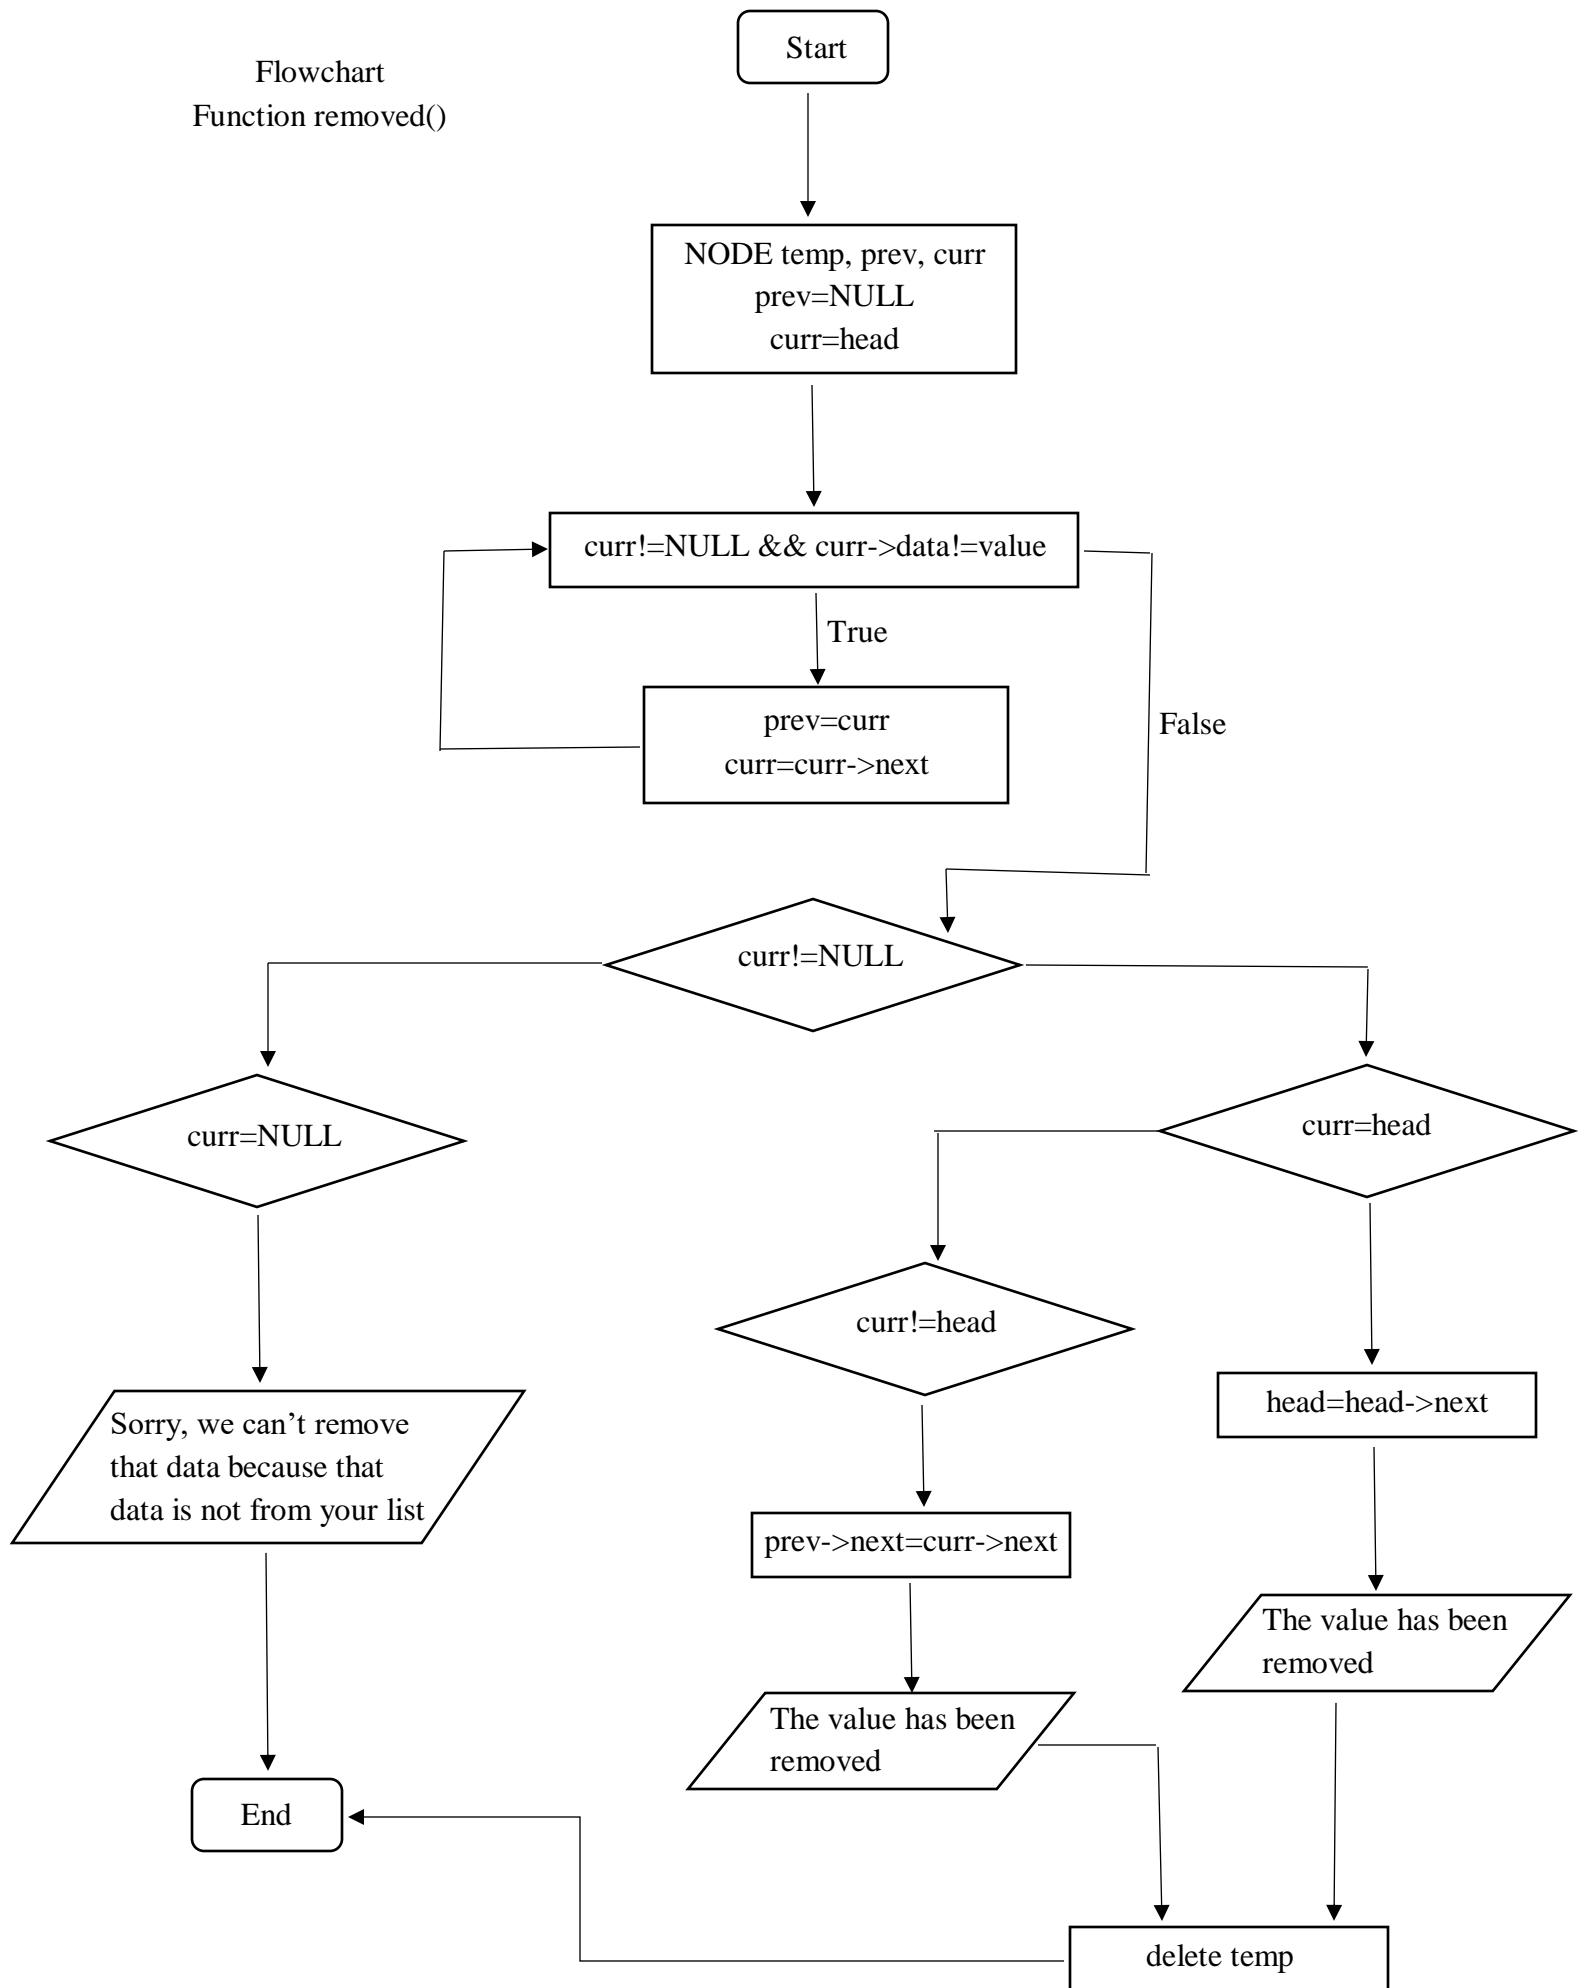 Start
Flowchart
Function removed()
NODE temp, prev, curr
prev=NULL
curr=head
curr!=NULL && curr->data!=value
True
prev=curr
curr=curr->next
False
curr!=NULL
curr=NULL
curr=head
curr!=head
head=head->next
Sorry, we can’t remove
that data because that
data is not from your list
prev->next=curr->next
The value has been
removed
The value has been
removed
End
delete temp